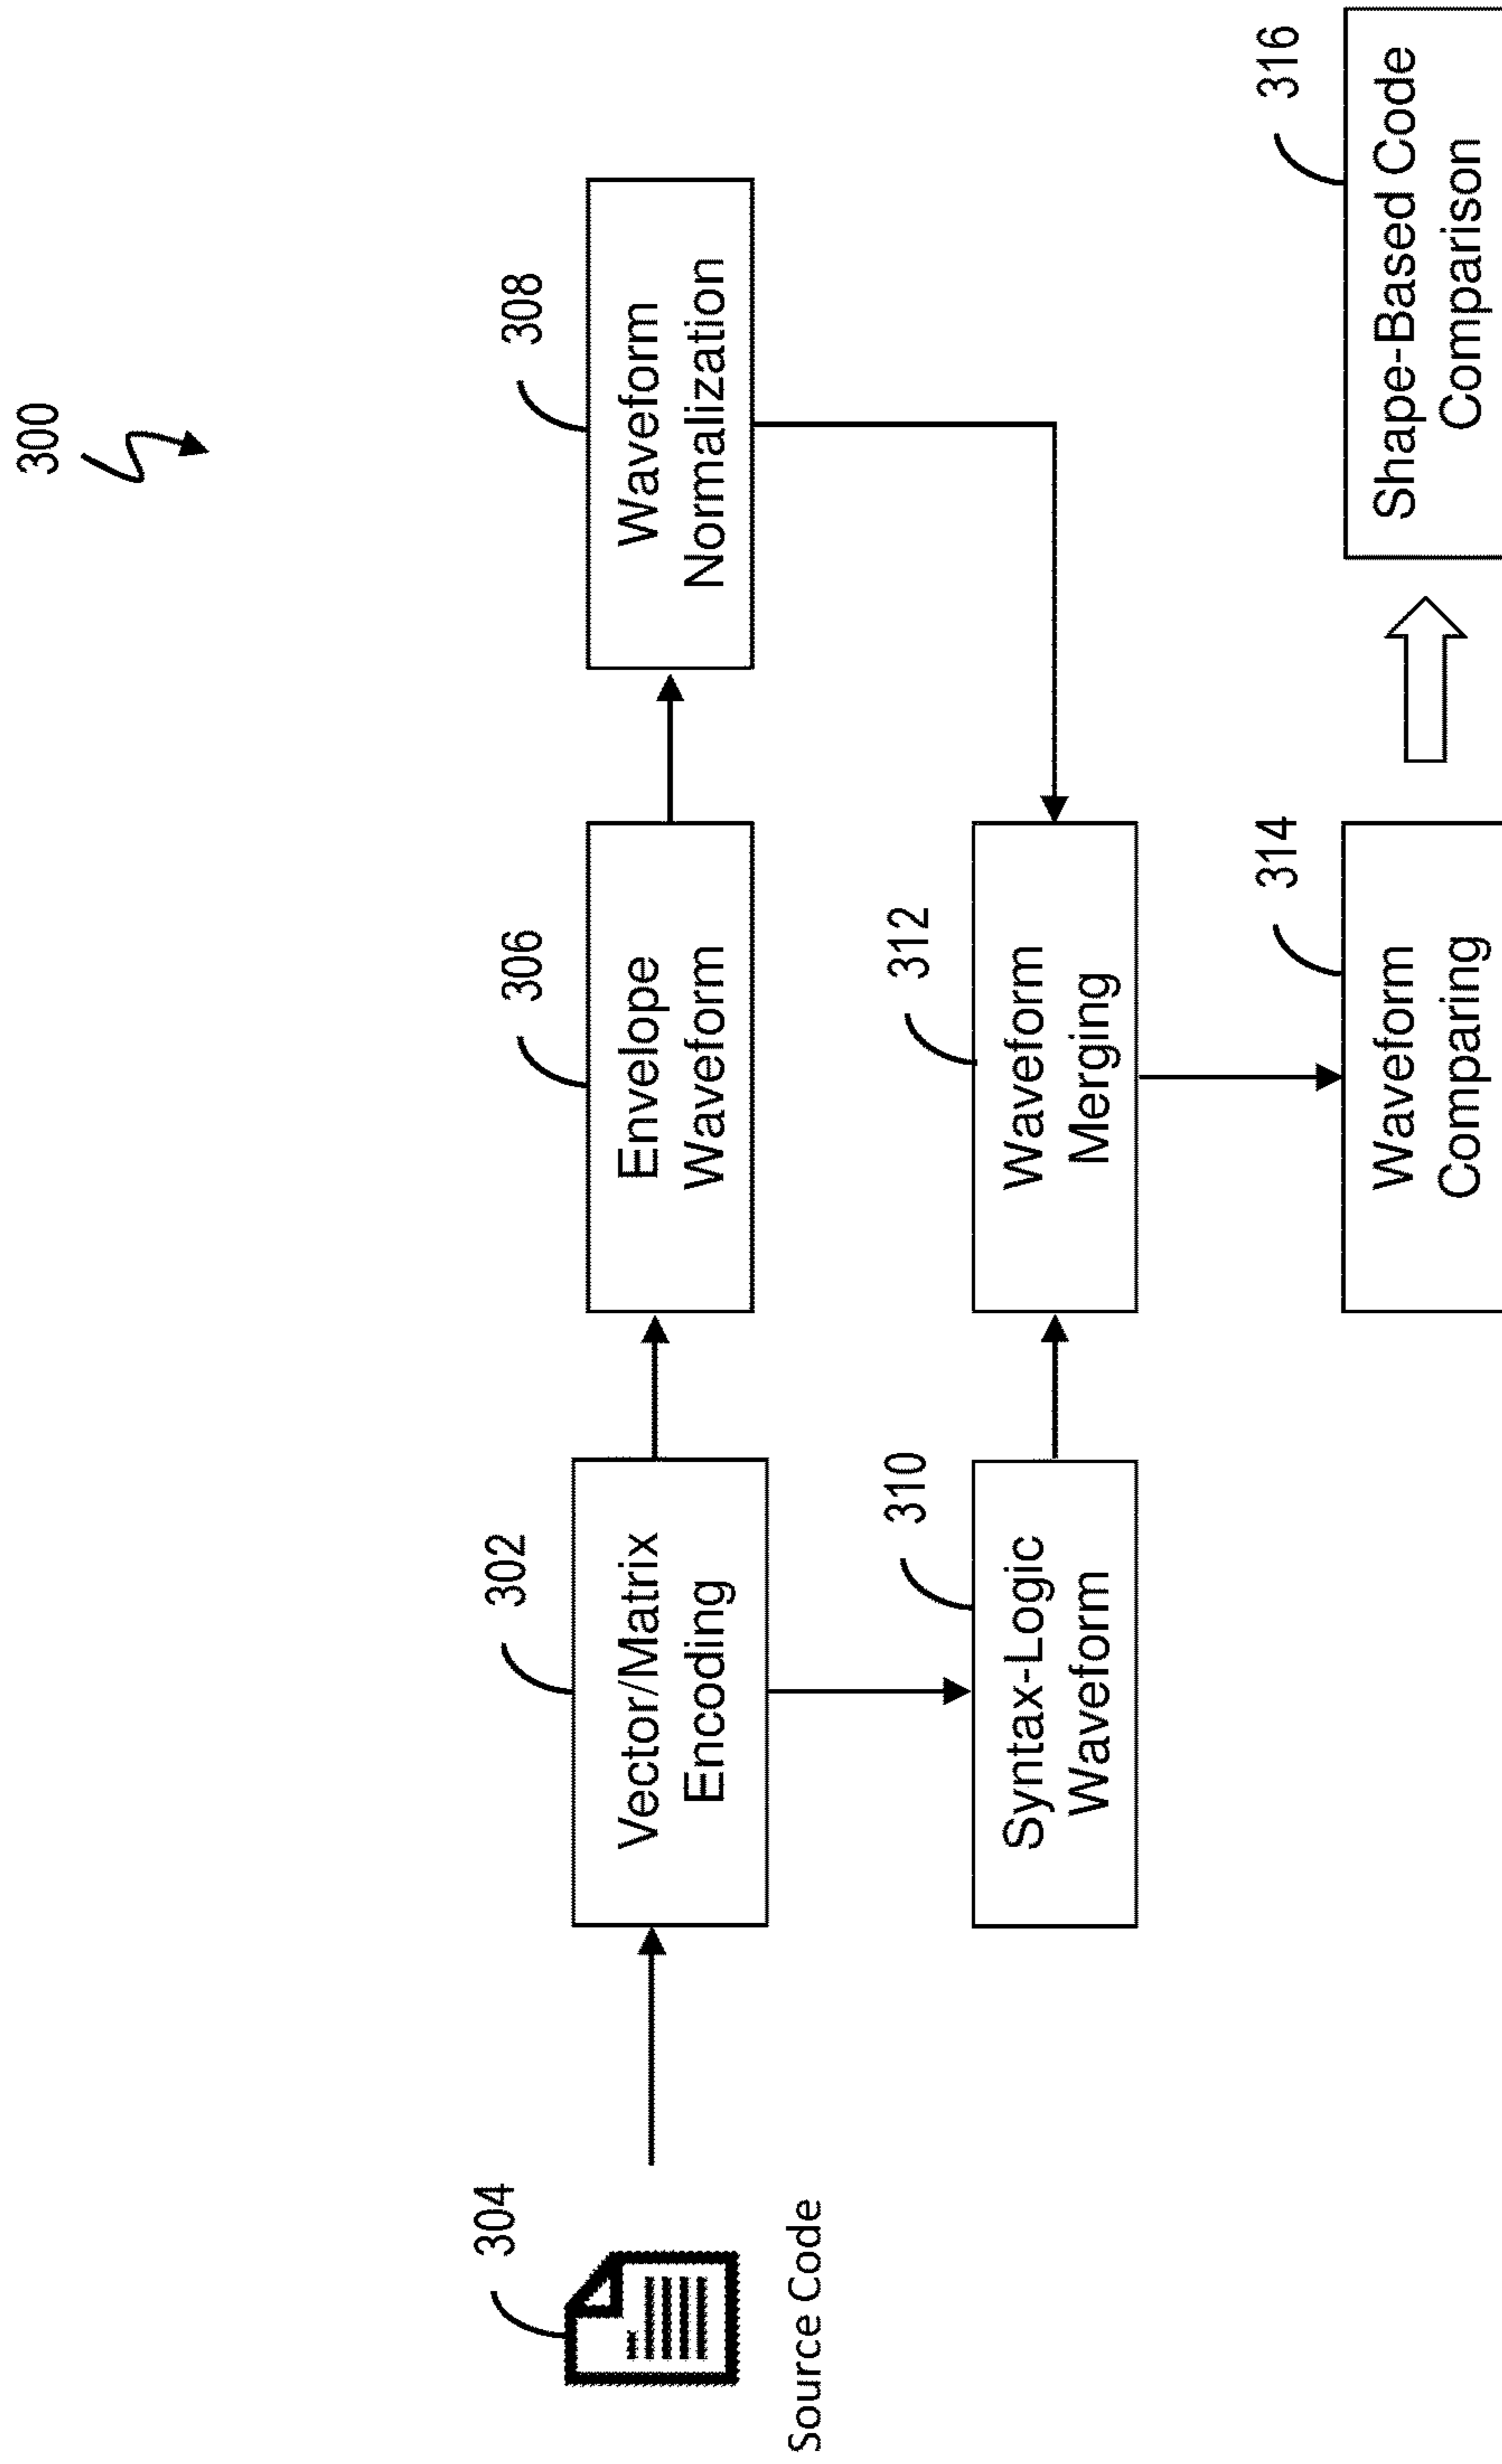 300
304
Source Code
302
Vector/Matrix
Encoding
306
Envelope
Waveform
308
Waveform
Normalization
310
Syntax-Logic
Waveform
312
Waveform
Merging
314
Waveform
Comparing
316
Shape-Based Code
Comparison